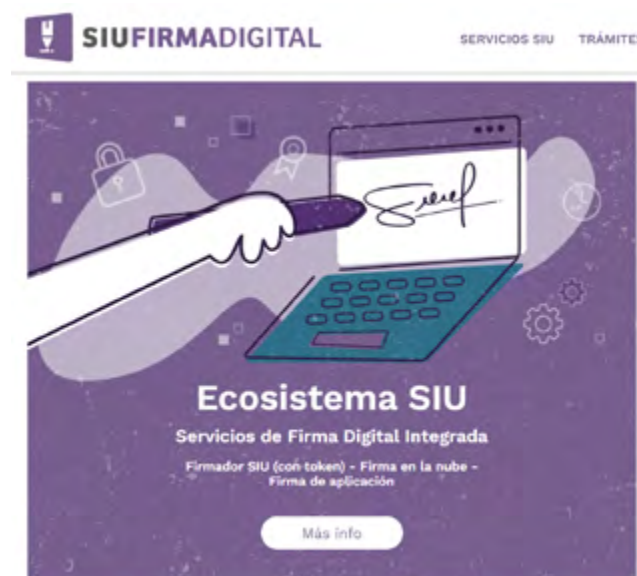 SIUFIRMADIGITAL
SERVICIOS SIU TRÁMITE
Ecosistema SIU
Servicios de Firma Digital Integrada
Firmador SIU (con token) - Firma en la nube -
Firma de aplicación
Más info